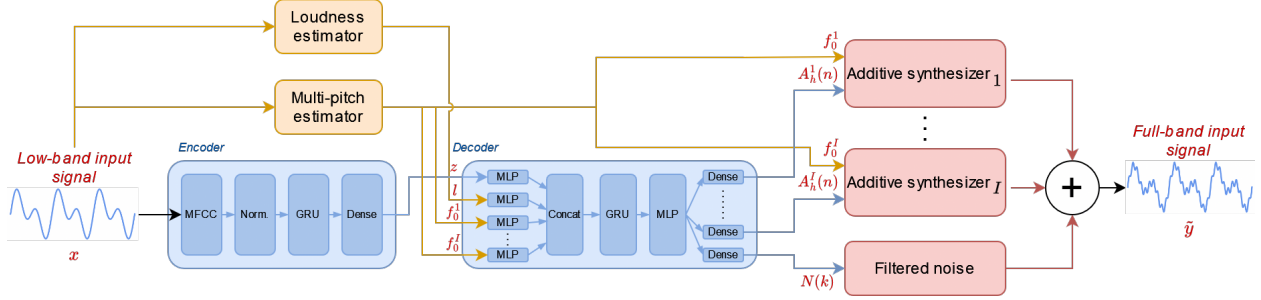 Loudness
estimator
Multi-pitch
estimator
Low-band input
signal
x
Encoder
MFCC
Norm.
GRU
Dense
Decoder
z
l
f_0^1
f_0^I
MLP
MLP
MLP
⋮
MLP
Concat
GRU
MLP
Dense
⋮
Dense
Dense
f_0^1
A_h^1(n)
Additive synthesizer 1
⋮
f_0^I
A_h^I(n)
Additive synthesizer I
N(k)
Filtered noise
+
Full-band input
signal
ỹ